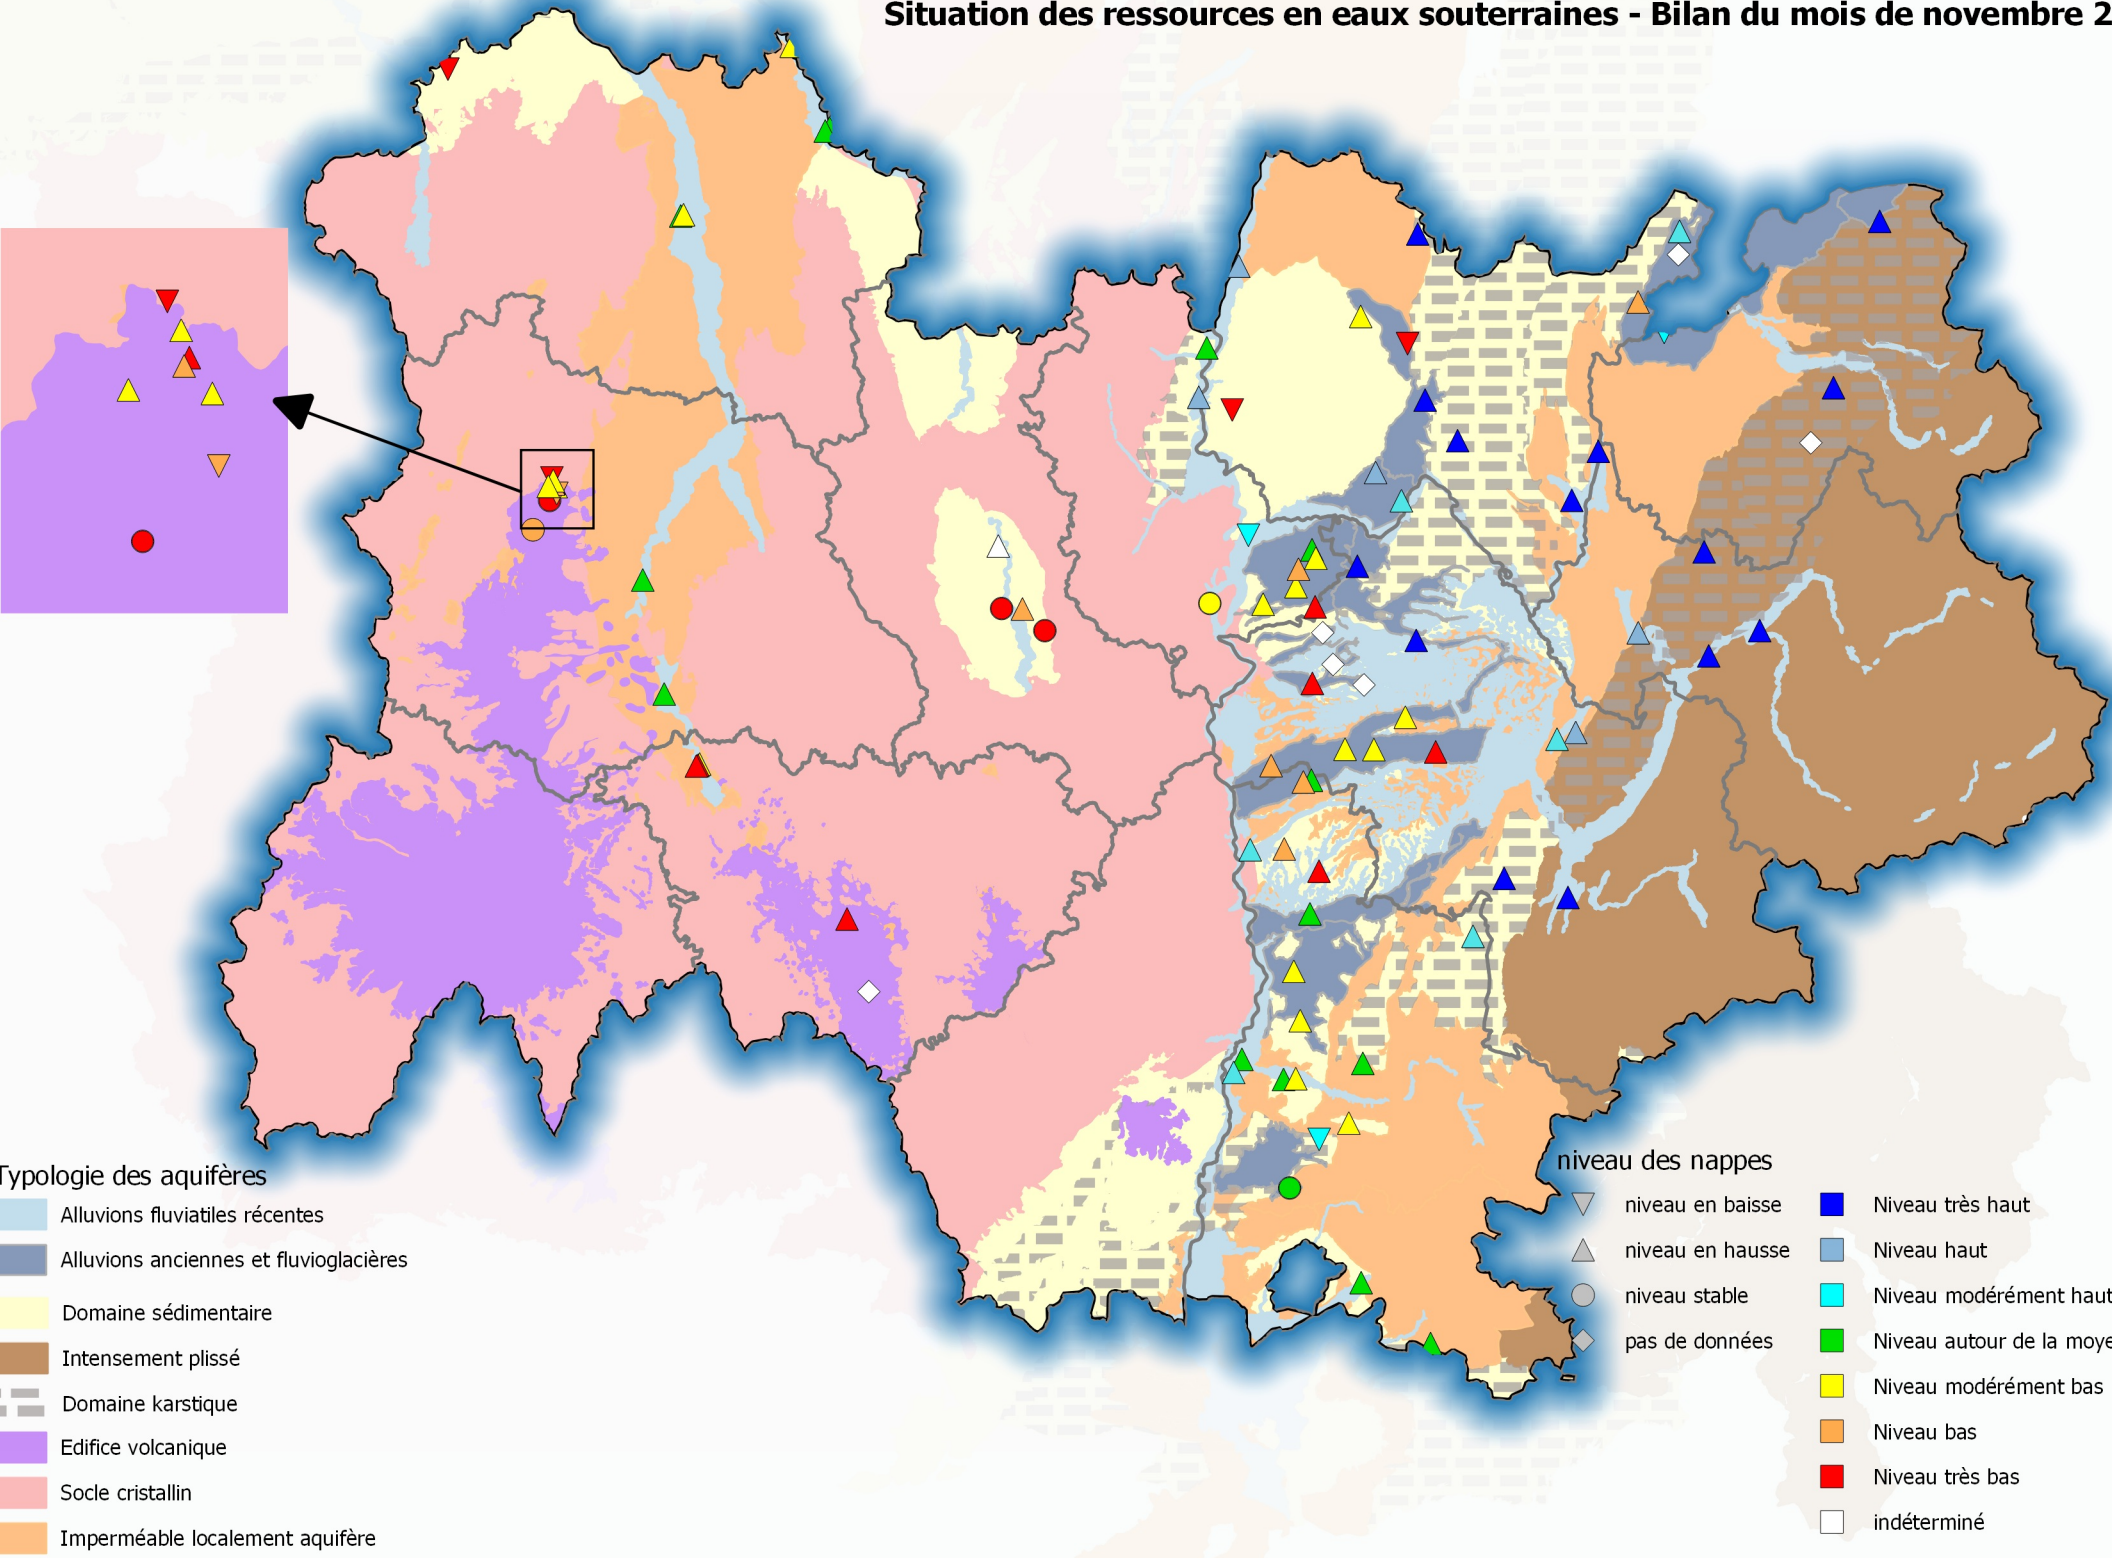 Situation des ressources en eaux souterraines - Bilan du mois de novembre 2
Typologie des aquifères
Alluvions fluviatiles récentes
Alluvions anciennes et fluvioglacières
Domaine sédimentaire
Intensement plissé
Domaine karstique
Edifice volcanique
Socle cristallin
Imperméable localement aquifère
niveau des nappes
niveau en baisse
niveau en hausse
niveau stable
pas de données
Niveau très haut
Niveau haut
Niveau modérément haut
Niveau autour de la moye
Niveau modérément bas
Niveau bas
Niveau très bas
indéterminé